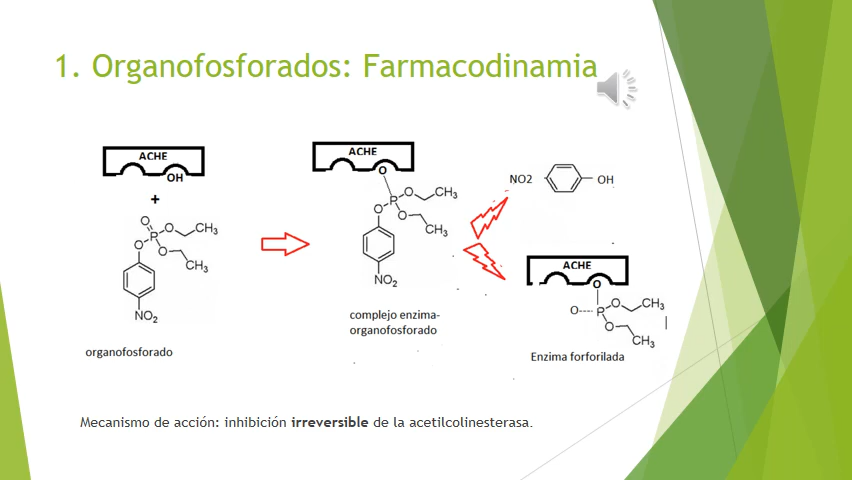 1. Organofosforados: Farmacodinamia
ACHE
OH
+
O
P
O
CH3
O
O
CH3
NO2
organofosforado
ACHE
O
P
O
CH3
O
O
CH3
NO2
complejo enzima-
organofosforado
NO2
OH
ACHE
O
O----
P
O
CH3
O
CH3
Enzima forforilada
Mecanismo de acción: inhibición irreversible de la acetilcolinesterasa.